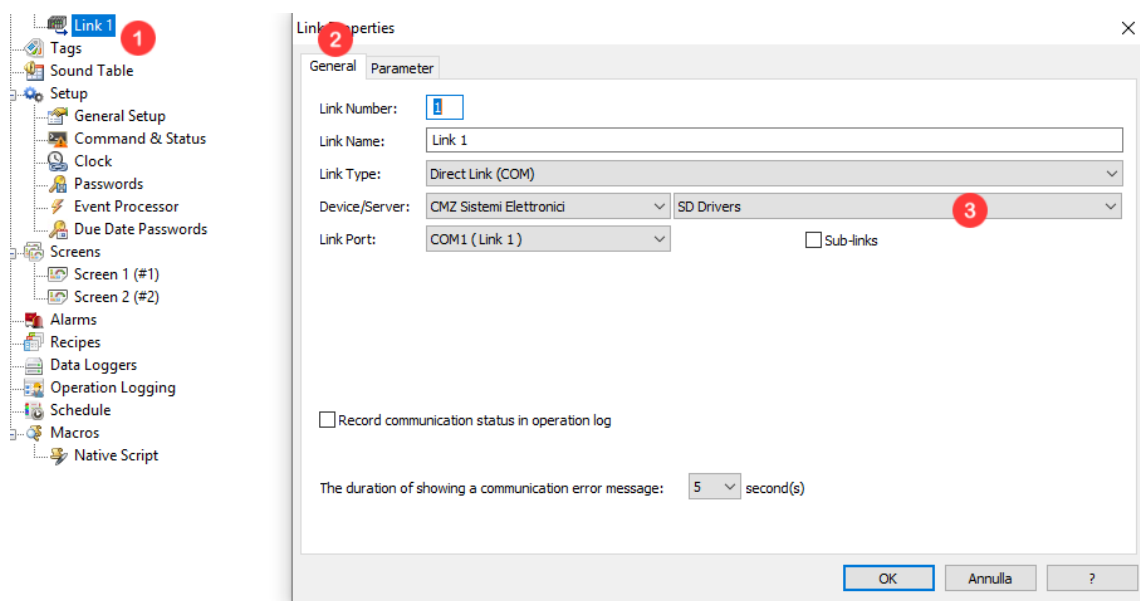 Link 1
1
Tags
Sound Table
Setup
General Setup
Command & Status
Clock
Passwords
Event Processor
Due Date Passwords
Screens
Screen 1 (#1)
Screen 2 (#2)
Alarms
Recipes
Data Loggers
Operation Logging
Schedule
Macros
Native Script
Link Properties
2
General Parameter
Link Number: 1
Link Name: Link 1
Link Type: Direct Link (COM)
Device/Server: CMZ Sistemi Elettronici SD Drivers
3
Link Port: COM1 ( Link 1 ) Sub-links
Record communication status in operation log
The duration of showing a communication error message: 5 second(s)
OK Annulla ?